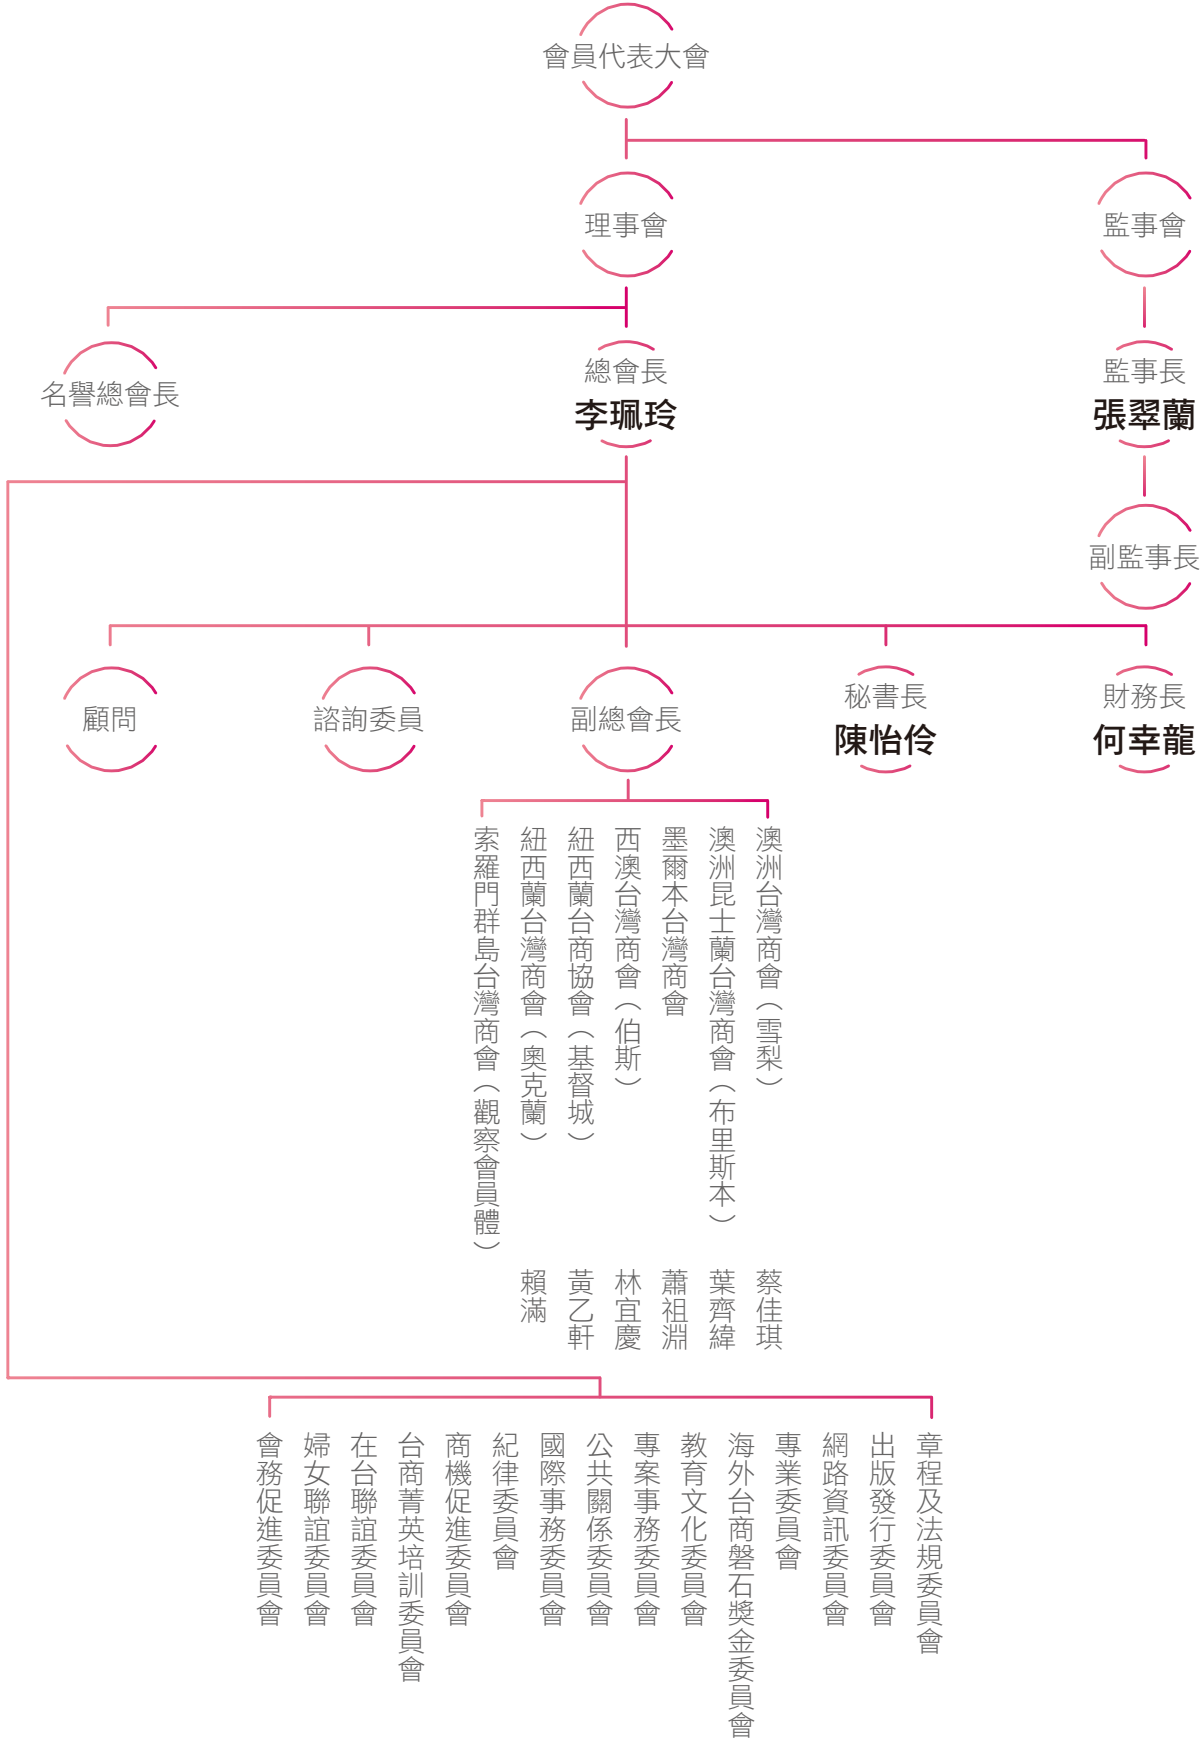 會員代表大會
理事會
監事會
名譽總會長
總會長
李珮玲
監事長
張翠蘭
副監事長
顧問
諮詢委員
副總會長
秘書長
陳怡伶
財務長
何幸龍
澳洲台灣商會（雪梨） 蔡佳琪
澳洲昆士蘭台灣商會（布里斯本） 葉齊緯
墨爾本台灣商會 蕭祖淵
西澳台灣商會（伯斯） 林宜慶
紐西蘭台商協會（基督城） 黃乙軒
紐西蘭台灣商會（奧克蘭） 賴滿
索羅門群島台灣商會（觀察會員體）
章程及法規委員會
出版發行委員會
網路資訊委員會
專業委員會
海外台商磐石獎金委員會
教育文化委員會
專案事務委員會
公共關係委員會
國際事務委員會
紀律委員會
商機促進委員會
台商菁英培訓委員會
在台聯誼委員會
婦女聯誼委員會
會務促進委員會